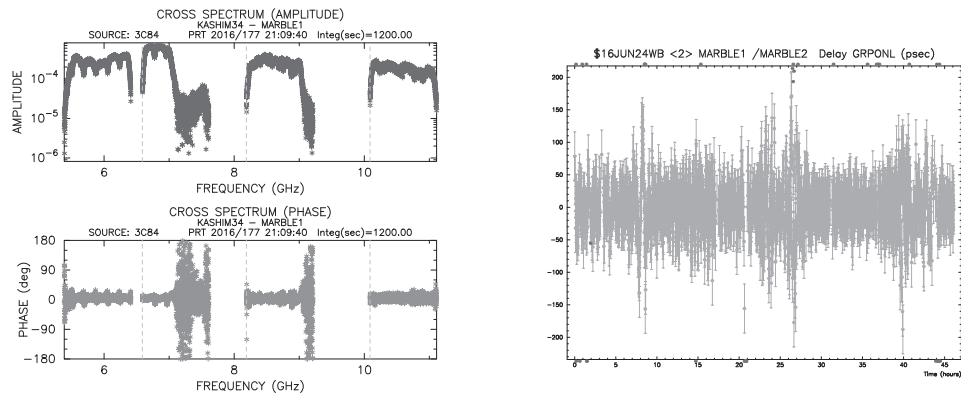 CROSS SPECTRUM (AMPLITUDE)
KASHIM34 − MARBLE1
SOURCE: 3C84 PRT 2016/177 21:09:40 Integ(sec)=1200.00
AMPLITUDE
10−4
10−5
10−6
6 8 10
FREQUENCY (GHz)
CROSS SPECTRUM (PHASE)
KASHIM34 − MARBLE1
SOURCE: 3C84 PRT 2016/177 21:09:40 Integ(sec)=1200.00
PHASE (deg)
180
90
0
−90
−180
6 8 10
FREQUENCY (GHz)
$16JUN24WB <2> MARBLE1 /MARBLE2 Delay GRPONL (psec)
200
150
100
50
0
−50
−100
−150
−200
0 5 10 15 20 25 30 35 40 45
Time (hours)